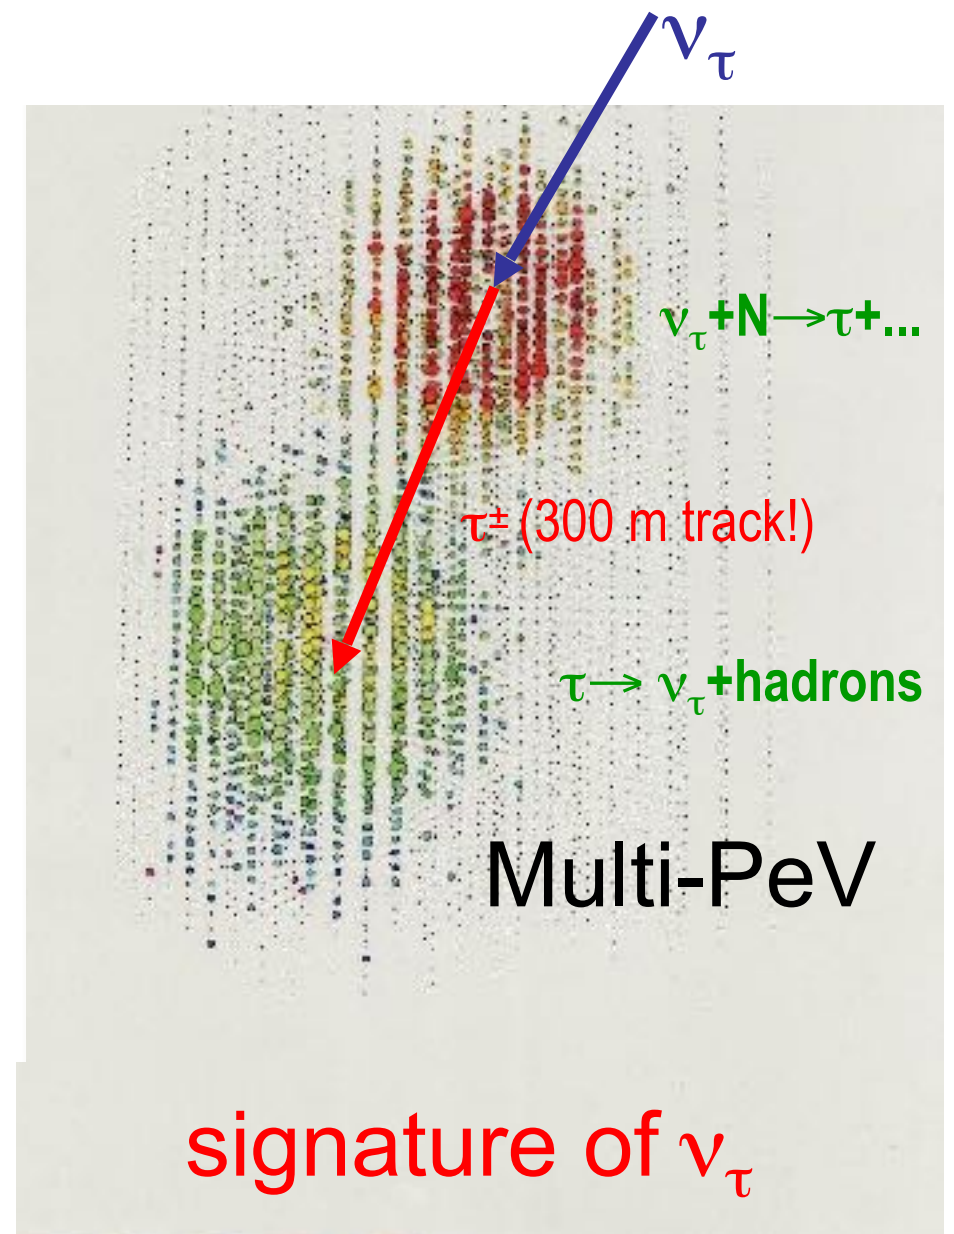 ντ
ντ+N→τ+...
τ± (300 m track!)
τ→ ντ+hadrons
Multi-PeV
signature of ντ